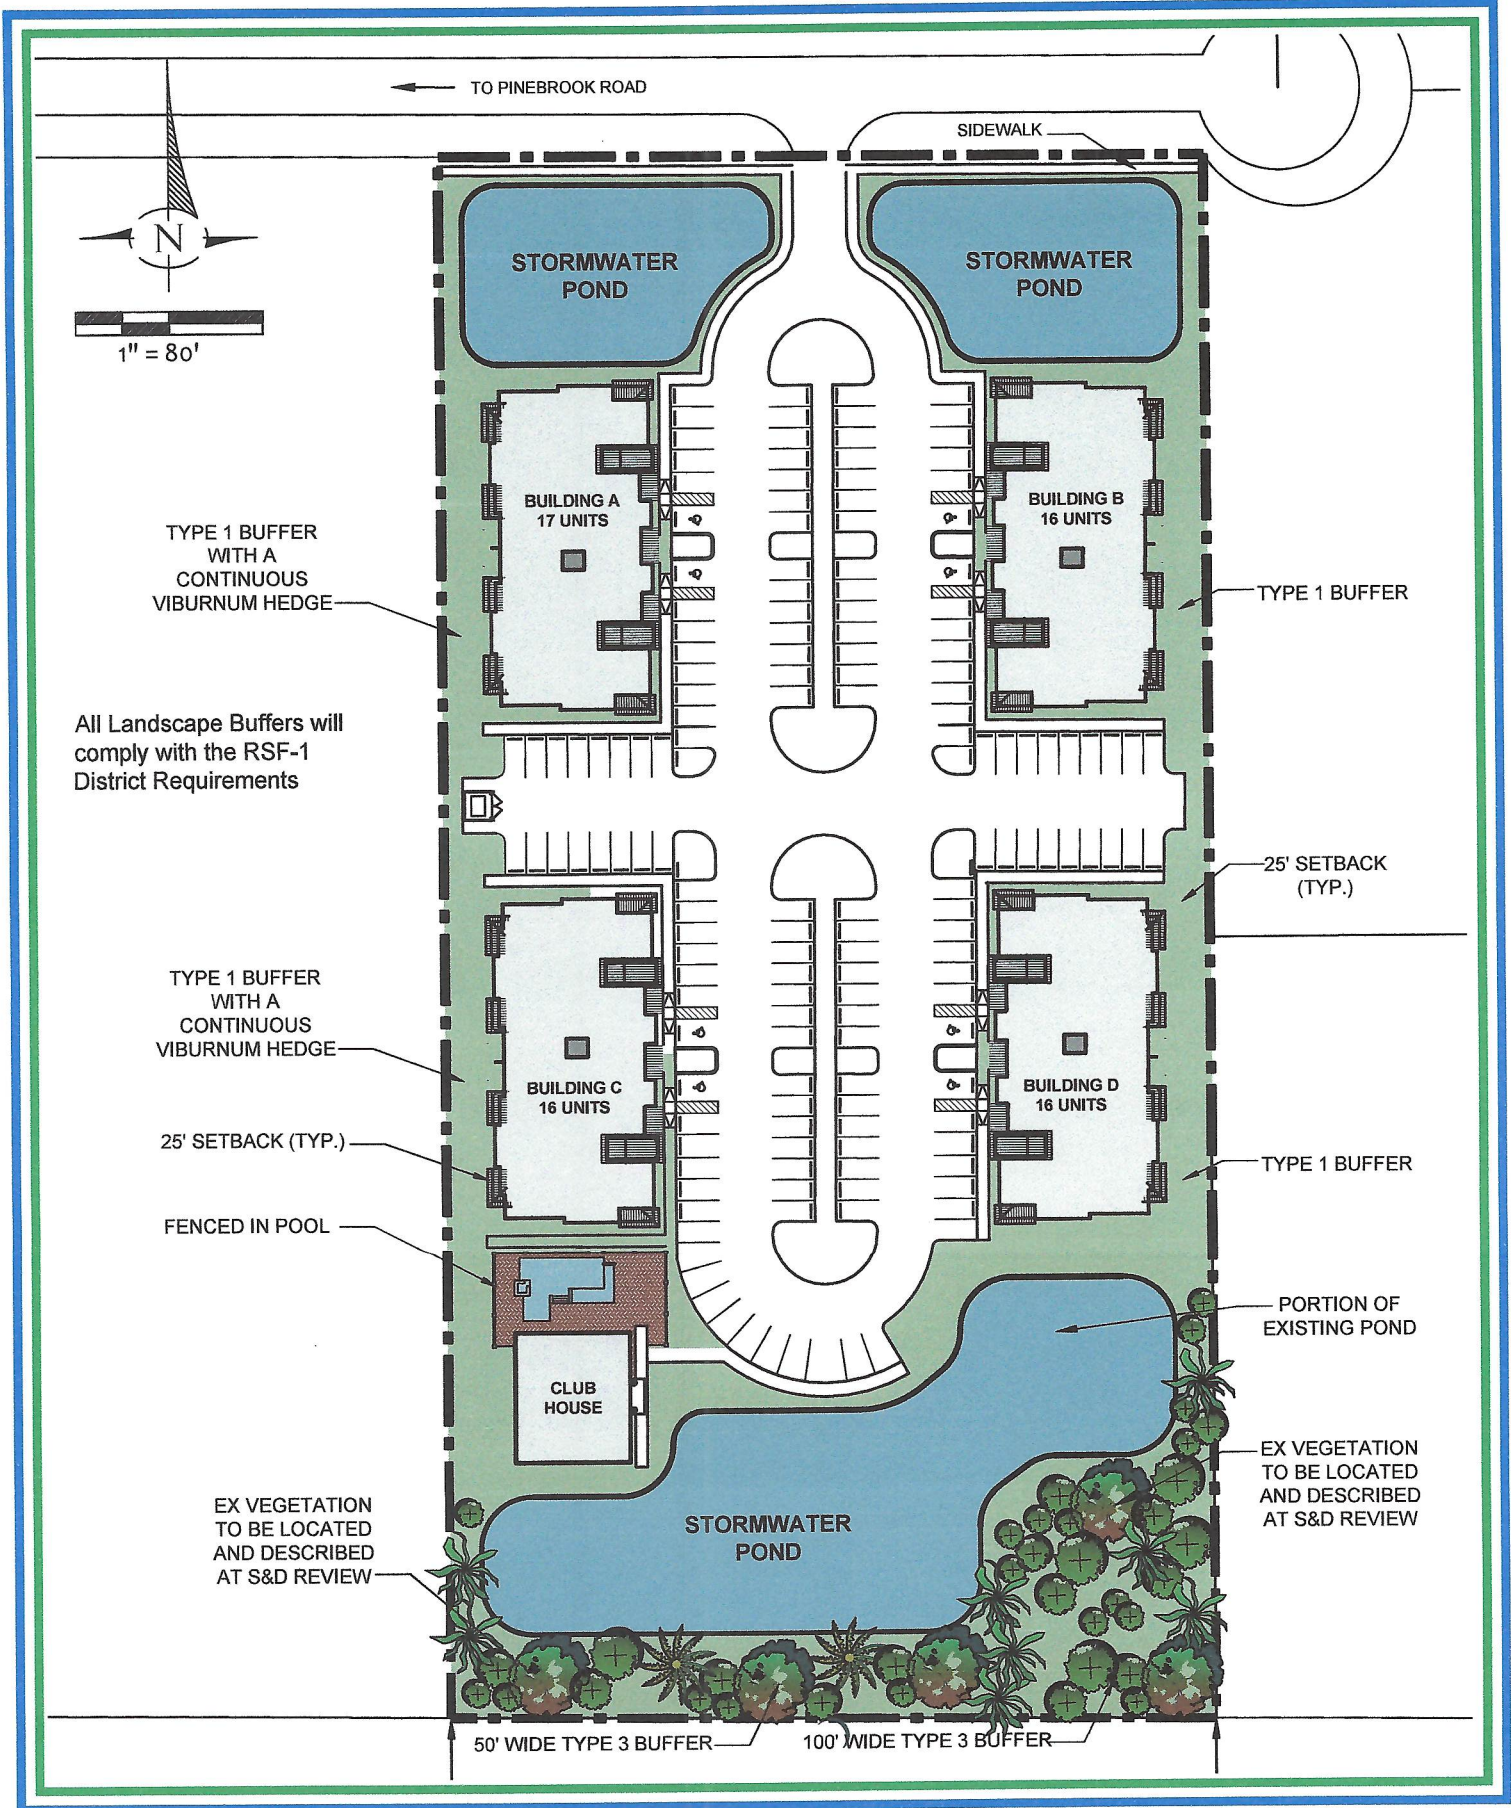 TO PINEBROOK ROAD
SIDEWALK
N
1" = 80'
STORMWATER
POND
STORMWATER
POND
BUILDING A
17 UNITS
BUILDING B
16 UNITS
TYPE 1 BUFFER
WITH A
CONTINUOUS
VIBURNUM HEDGE
TYPE 1 BUFFER
All Landscape Buffers will
comply with the RSF-1
District Requirements
25' SETBACK
(TYP.)
TYPE 1 BUFFER
WITH A
CONTINUOUS
VIBURNUM HEDGE
BUILDING C
16 UNITS
BUILDING D
16 UNITS
25' SETBACK (TYP.)
TYPE 1 BUFFER
FENCED IN POOL
PORTION OF
EXISTING POND
CLUB
HOUSE
EX VEGETATION
TO BE LOCATED
AND DESCRIBED
AT S&D REVIEW
EX VEGETATION
TO BE LOCATED
AND DESCRIBED
AT S&D REVIEW
STORMWATER
POND
50' WIDE TYPE 3 BUFFER
100' WIDE TYPE 3 BUFFER